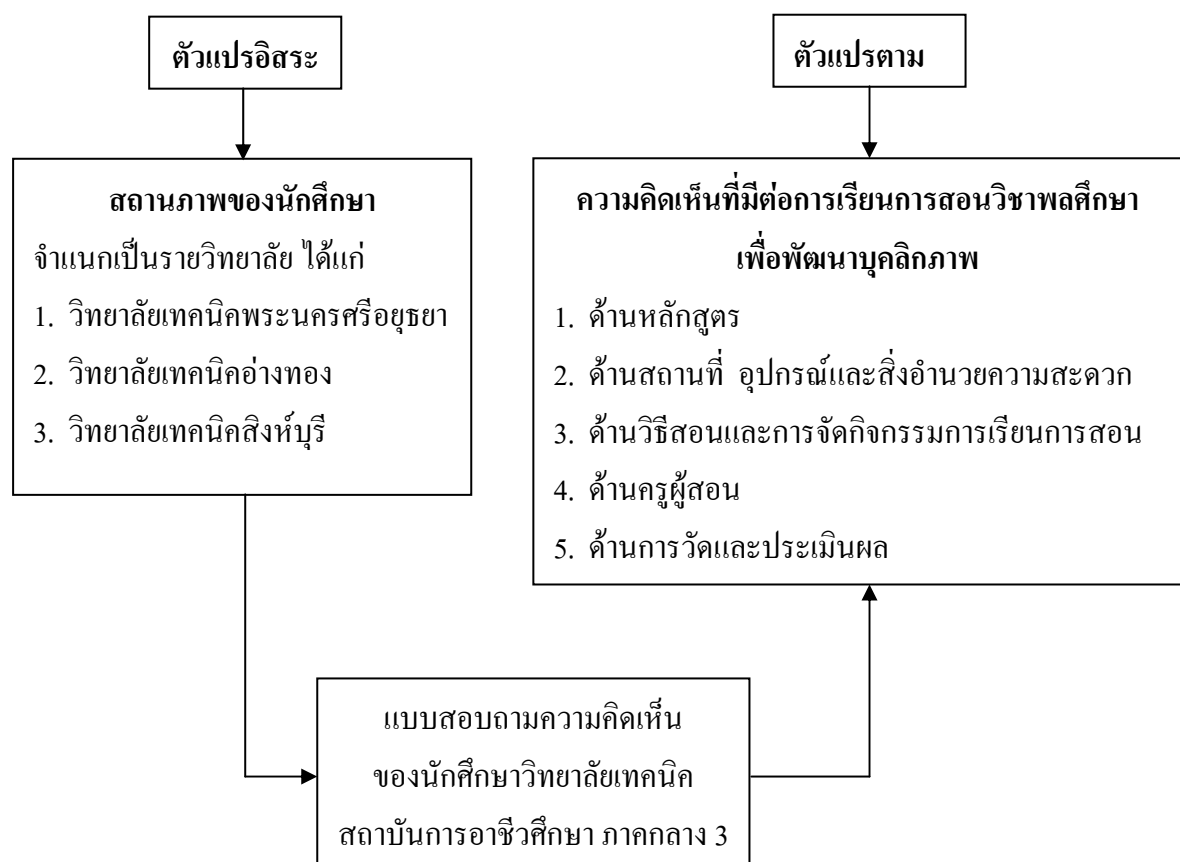 ตัวแปรอิสระ
สถานภาพของนักศึกษา
จำแนกเป็นรายวิทยาลัย ได้แก่
1. วิทยาลัยเทคนิคพระนครศรีอยุธยา
2. วิทยาลัยเทคนิคอ่างทอง
3. วิทยาลัยเทคนิคสิงห์บุรี
ตัวแปรตาม
ความคิดเห็นที่มีต่อการเรียนการสอนวิชาพลศึกษา
เพื่อพัฒนาบุคลิกภาพ
1. ด้านหลักสูตร
2. ด้านสถานที่ อุปกรณ์และสิ่งอำนวยความสะดวก
3. ด้านวิธีสอนและการจัดกิจกรรมการเรียนการสอน
4. ด้านครูผู้สอน
5. ด้านการวัดและประเมินผล
แบบสอบถามความคิดเห็น
ของนักศึกษาวิทยาลัยเทคนิค
สถาบันการอาชีวศึกษา ภาคกลาง 3